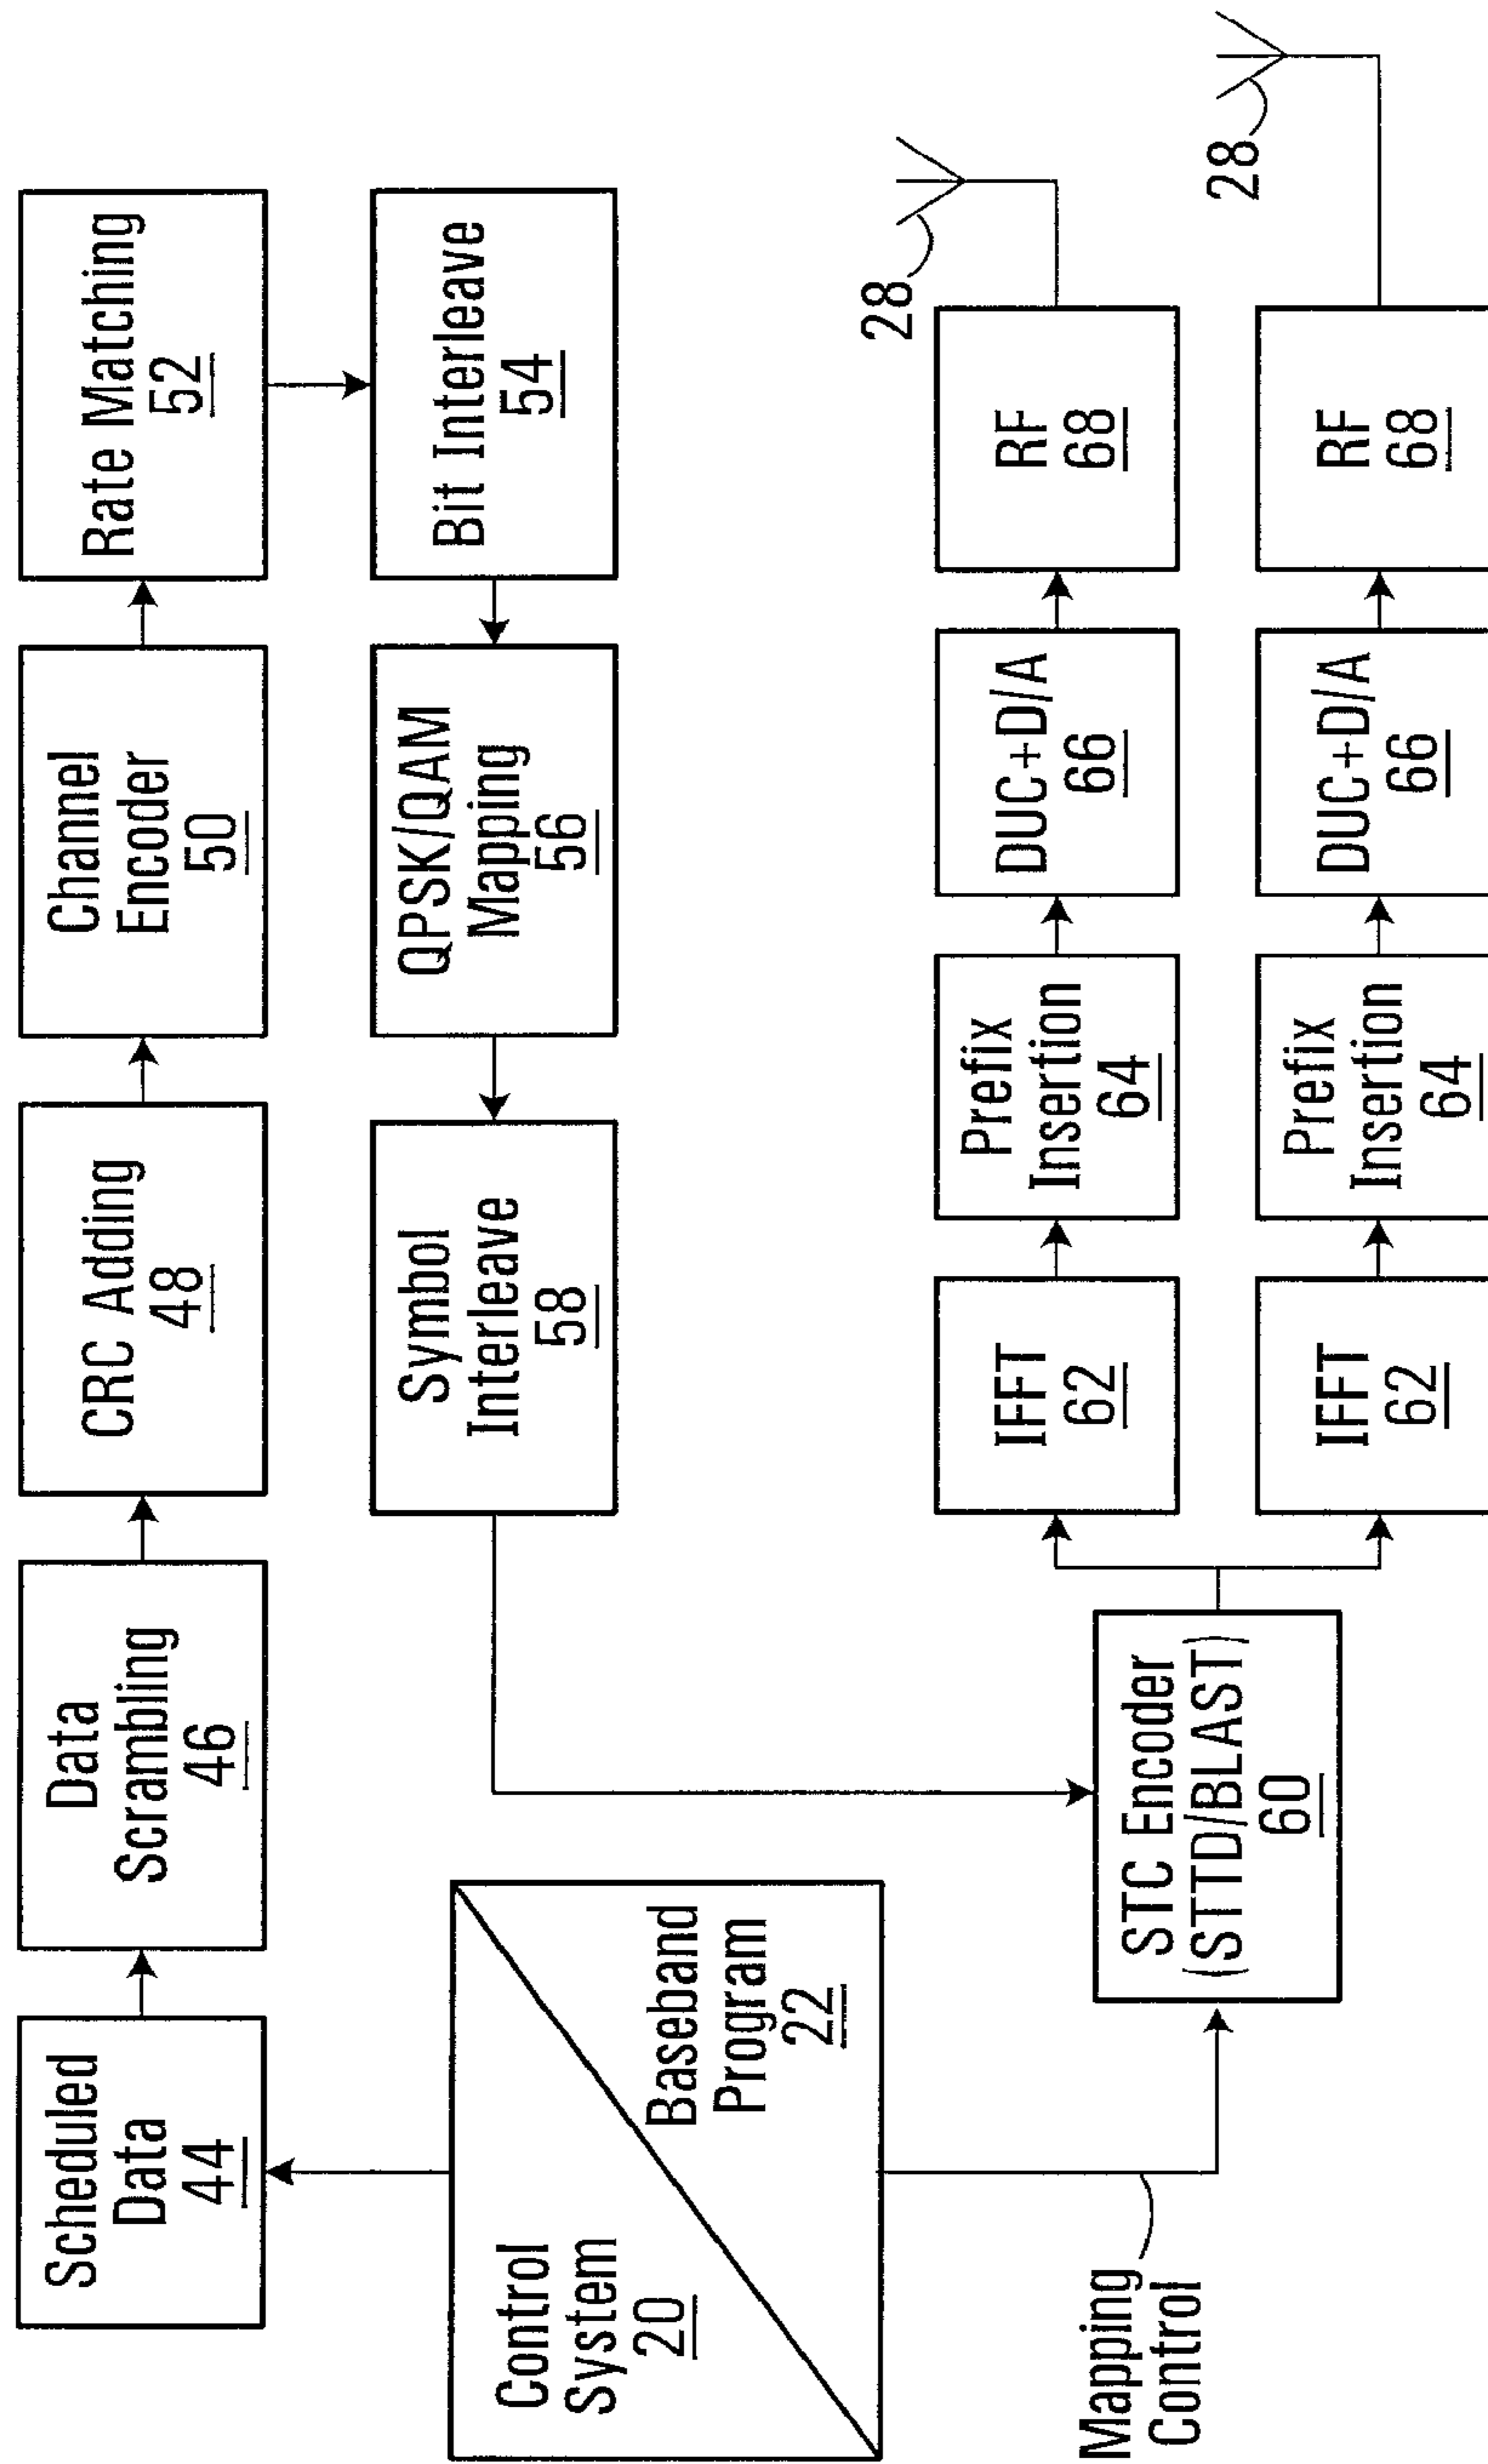 Scheduled
Data
44
Data
Scrambling
46
CRC Adding
48
Channel
Encoder
50
Rate Matching
52
Bit Interleave
54
QPSK/QAM
Mapping
56
Symbol
Interleave
58
Control
System
20
Baseband
Program
22
Mapping
Control
STC Encoder
(STTD/BLAST)
60
IFFT
62
Prefix
Insertion
64
DUC+D/A
66
RF
68
28
IFFT
62
Prefix
Insertion
64
DUC+D/A
66
RF
68
28